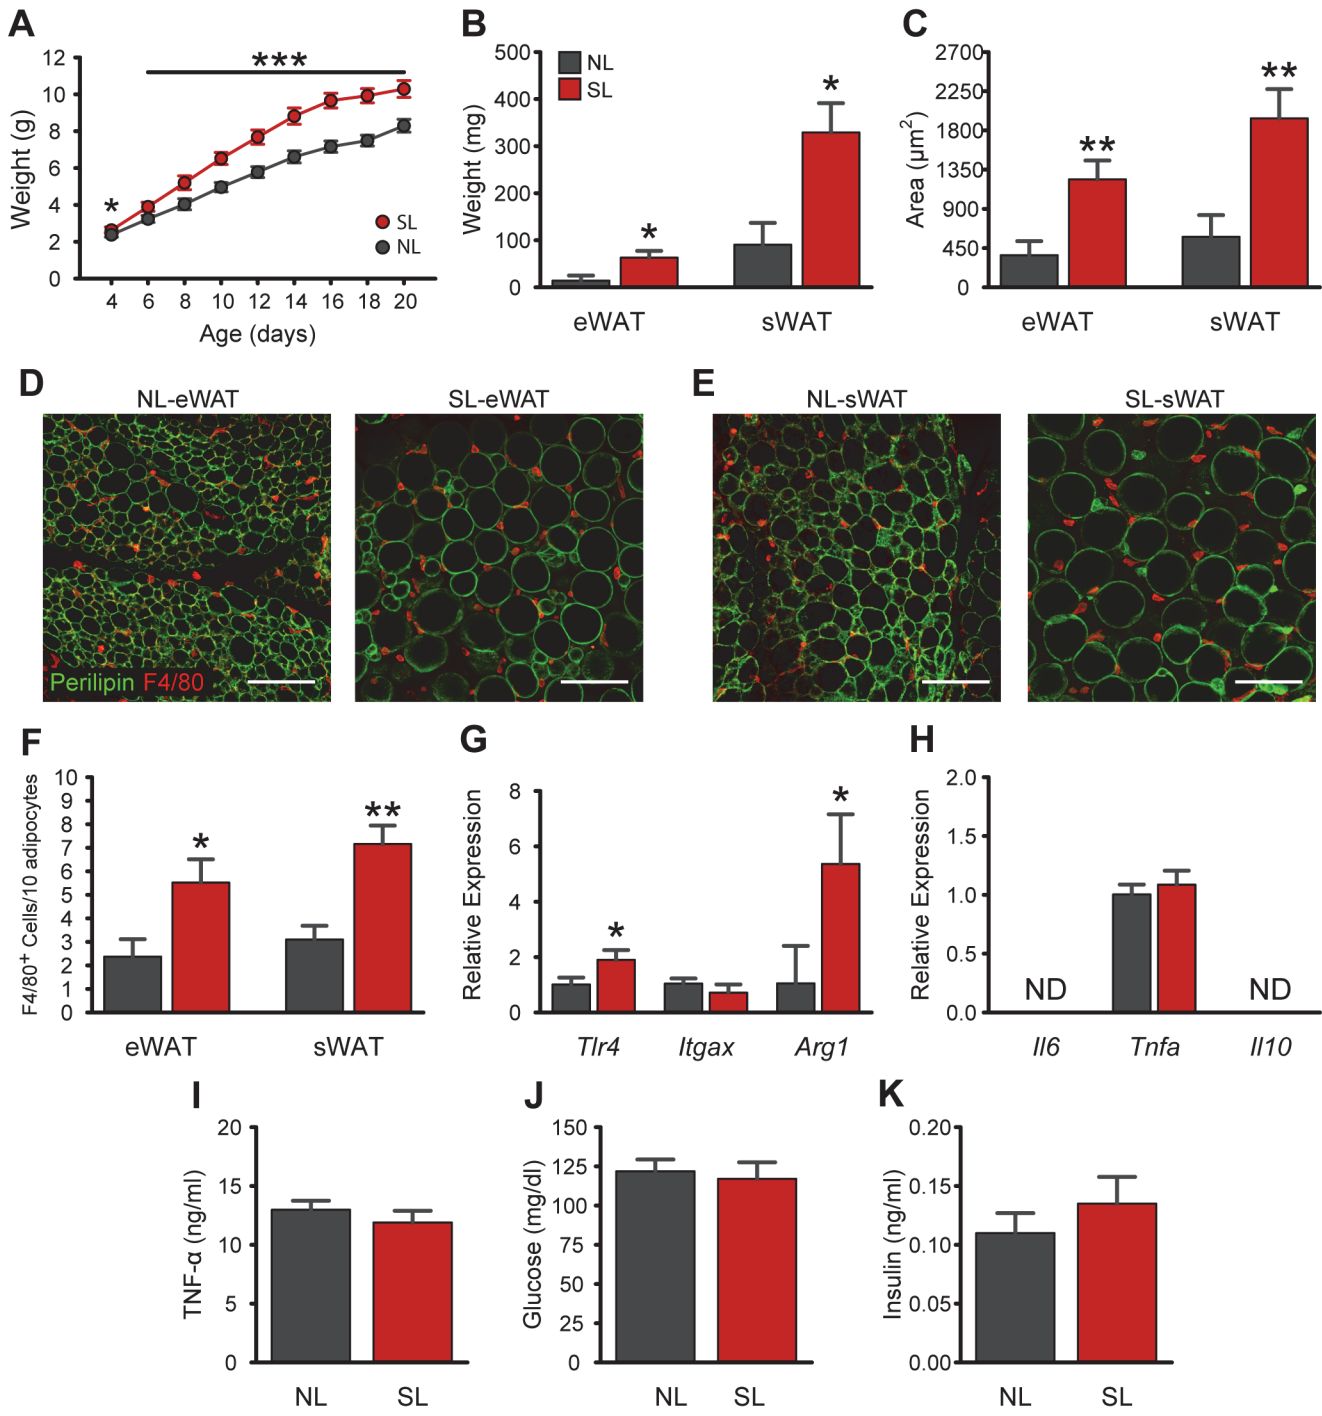 A
Weight (g)
12
10
8
6
4
2
0
*
***
SL
NL
4 6 8 10 12 14 16 18 20
Age (days)
B
Weight (mg)
500
400
300
200
100
0
NL
SL
*
*
eWAT sWAT
C
Area (µm²)
2700
2250
1800
1350
900
450
0
**
**
eWAT sWAT
D
NL-eWAT SL-eWAT
Perilipin F4/80
E
NL-sWAT SL-sWAT
F
F4/80⁺ Cells/10 adipocytes
10
9
8
7
6
5
4
3
2
1
0
*
**
eWAT sWAT
G
Relative Expression
8
6
4
2
0
*
*
Tlr4 Itgax Arg1
H
Relative Expression
2.0
1.5
1.0
0.5
0.0
ND ND
Il6 Tnfa Il10
I
TNF-α (ng/ml)
20
15
10
5
0
NL SL
J
Glucose (mg/dl)
150
125
100
75
50
25
0
NL SL
K
Insulin (ng/ml)
0.20
0.15
0.10
0.05
0.00
NL SL